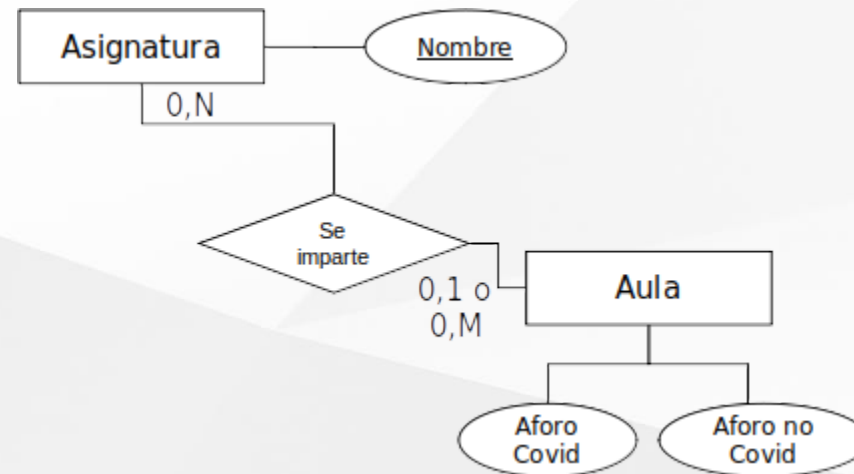 Asignatura
Nombre
0,N
Se
imparte
0,1 o
0,M
Aula
Aforo
Covid
Aforo no
Covid